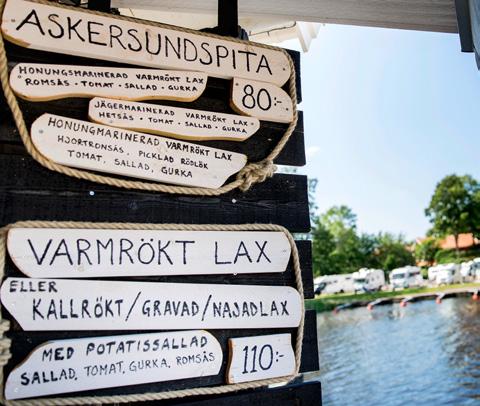 ASKERSUNDSPITA
HONUNGSMARINERAD VARMRÖKT LAX
ROMSÅS · TOMAT · SALLAD · GURKA
80:-
JÄGERMARINERAD VARMRÖKT LAX
HETSÅS · TOMAT · SALLAD · GURKA
HONUNGMARINERAD VARMRÖKT LAX
HJORTRONSÅS, PICKLAD RÖDLÖK
TOMAT, SALLAD, GURKA
VARMRÖKT LAX
ELLER
KALLRÖKT/GRAVAD/NAJADLAX
MED POTATISSALLAD
SALLAD, TOMAT, GURKA, ROMSÅS
110:-